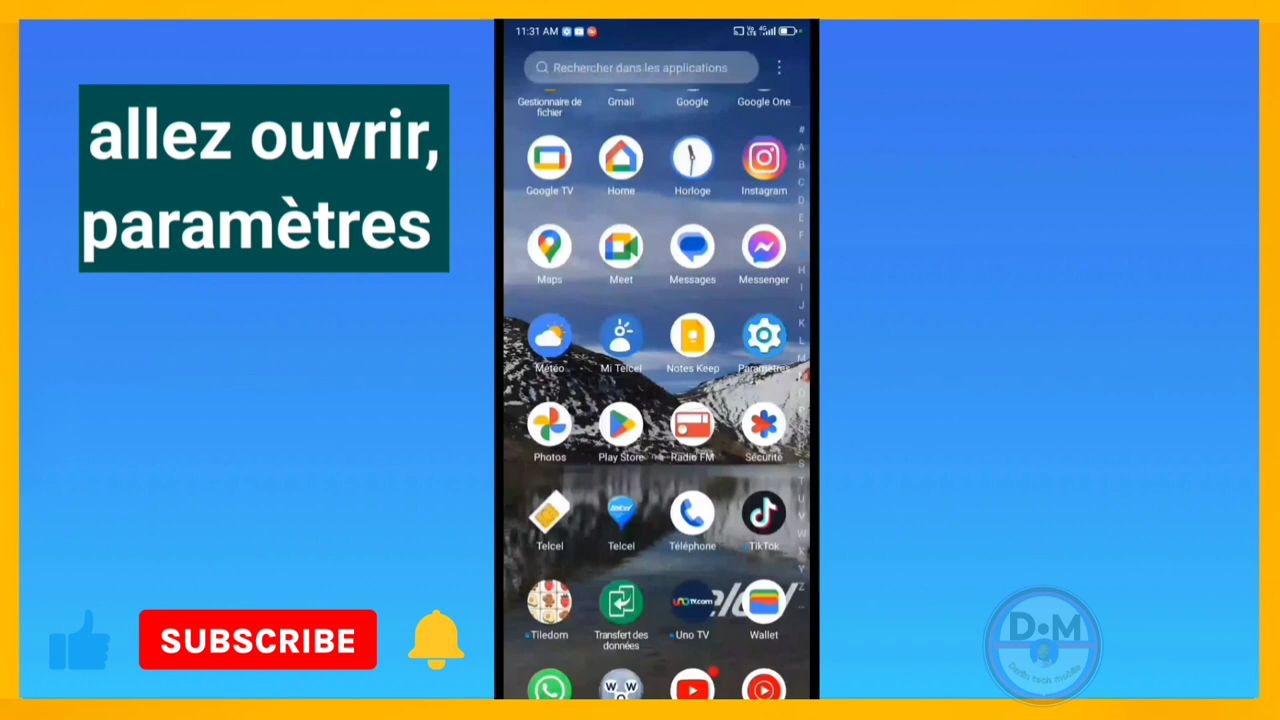 allez ouvrir,
paramètres
11:31 AM
4G
Rechercher dans les applications
Gestionnaire de
fichier
Gmail
Google
Google One
Google TV
Home
Horloge
Instagram
Maps
Meet
Messages
Messenger
Météo
Mi Telcel
Notes Keep
Paramètres
Photos
Play Store
Radio FM
Sécurité
Telcel
Telcel
Téléphone
TikTok
Tiledom
Transfert des
données
Uno TV
Wallet
#
A
B
C
D
E
F
H
I
J
K
L
M
S
T
U
V
W
X
Y
Z
SUBSCRIBE
D•M